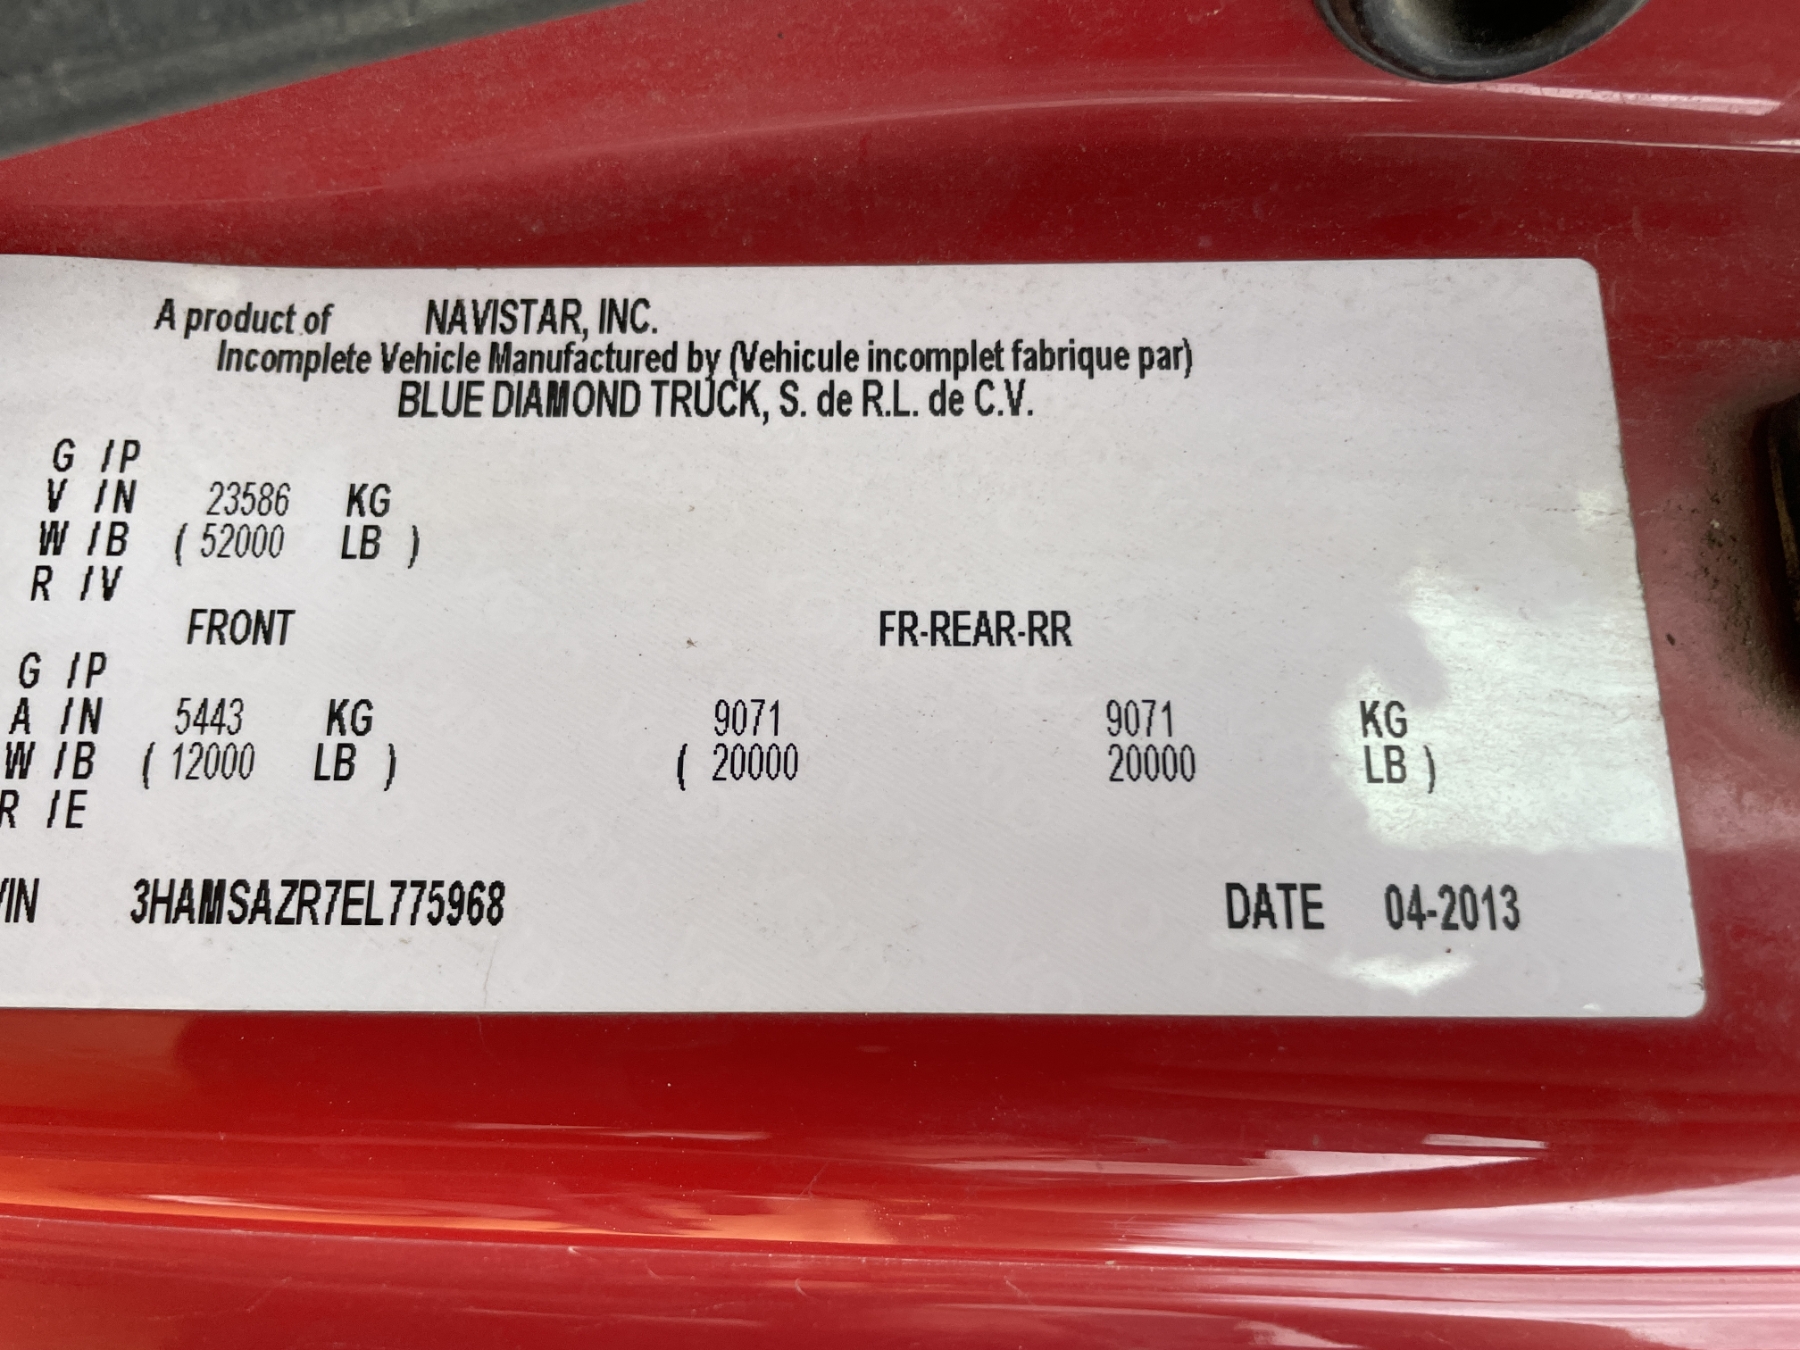 A product of NAVISTAR, INC.
Incomplete Vehicle Manufactured by (Vehicule incomplet fabrique par)
BLUE DIAMOND TRUCK, S. de R.L. de C.V.
G /P
V /N 23586 KG
W /B ( 52000 LB )
R /V
FRONT FR-REAR-RR
G /P
A /N 5443 KG 9071 9071 KG
W /B ( 12000 LB ) ( 20000 20000 LB )
R /E
VIN 3HAMSAZR7EL775968 DATE 04-2013